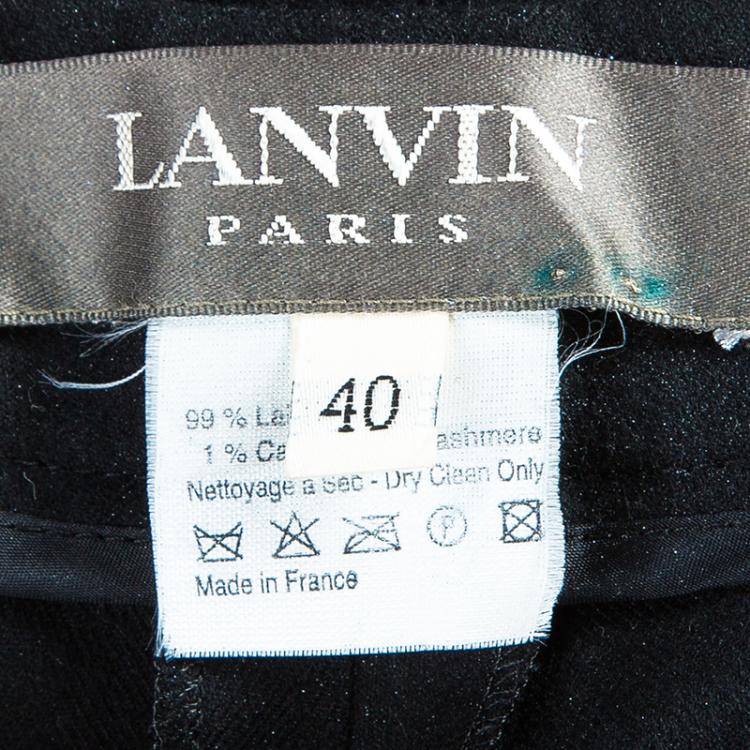 LANVIN
PARIS
40
99 % La
1 % Ca ashmere
Nettoyage à Sec - Dry Clean Only
P
Made in France